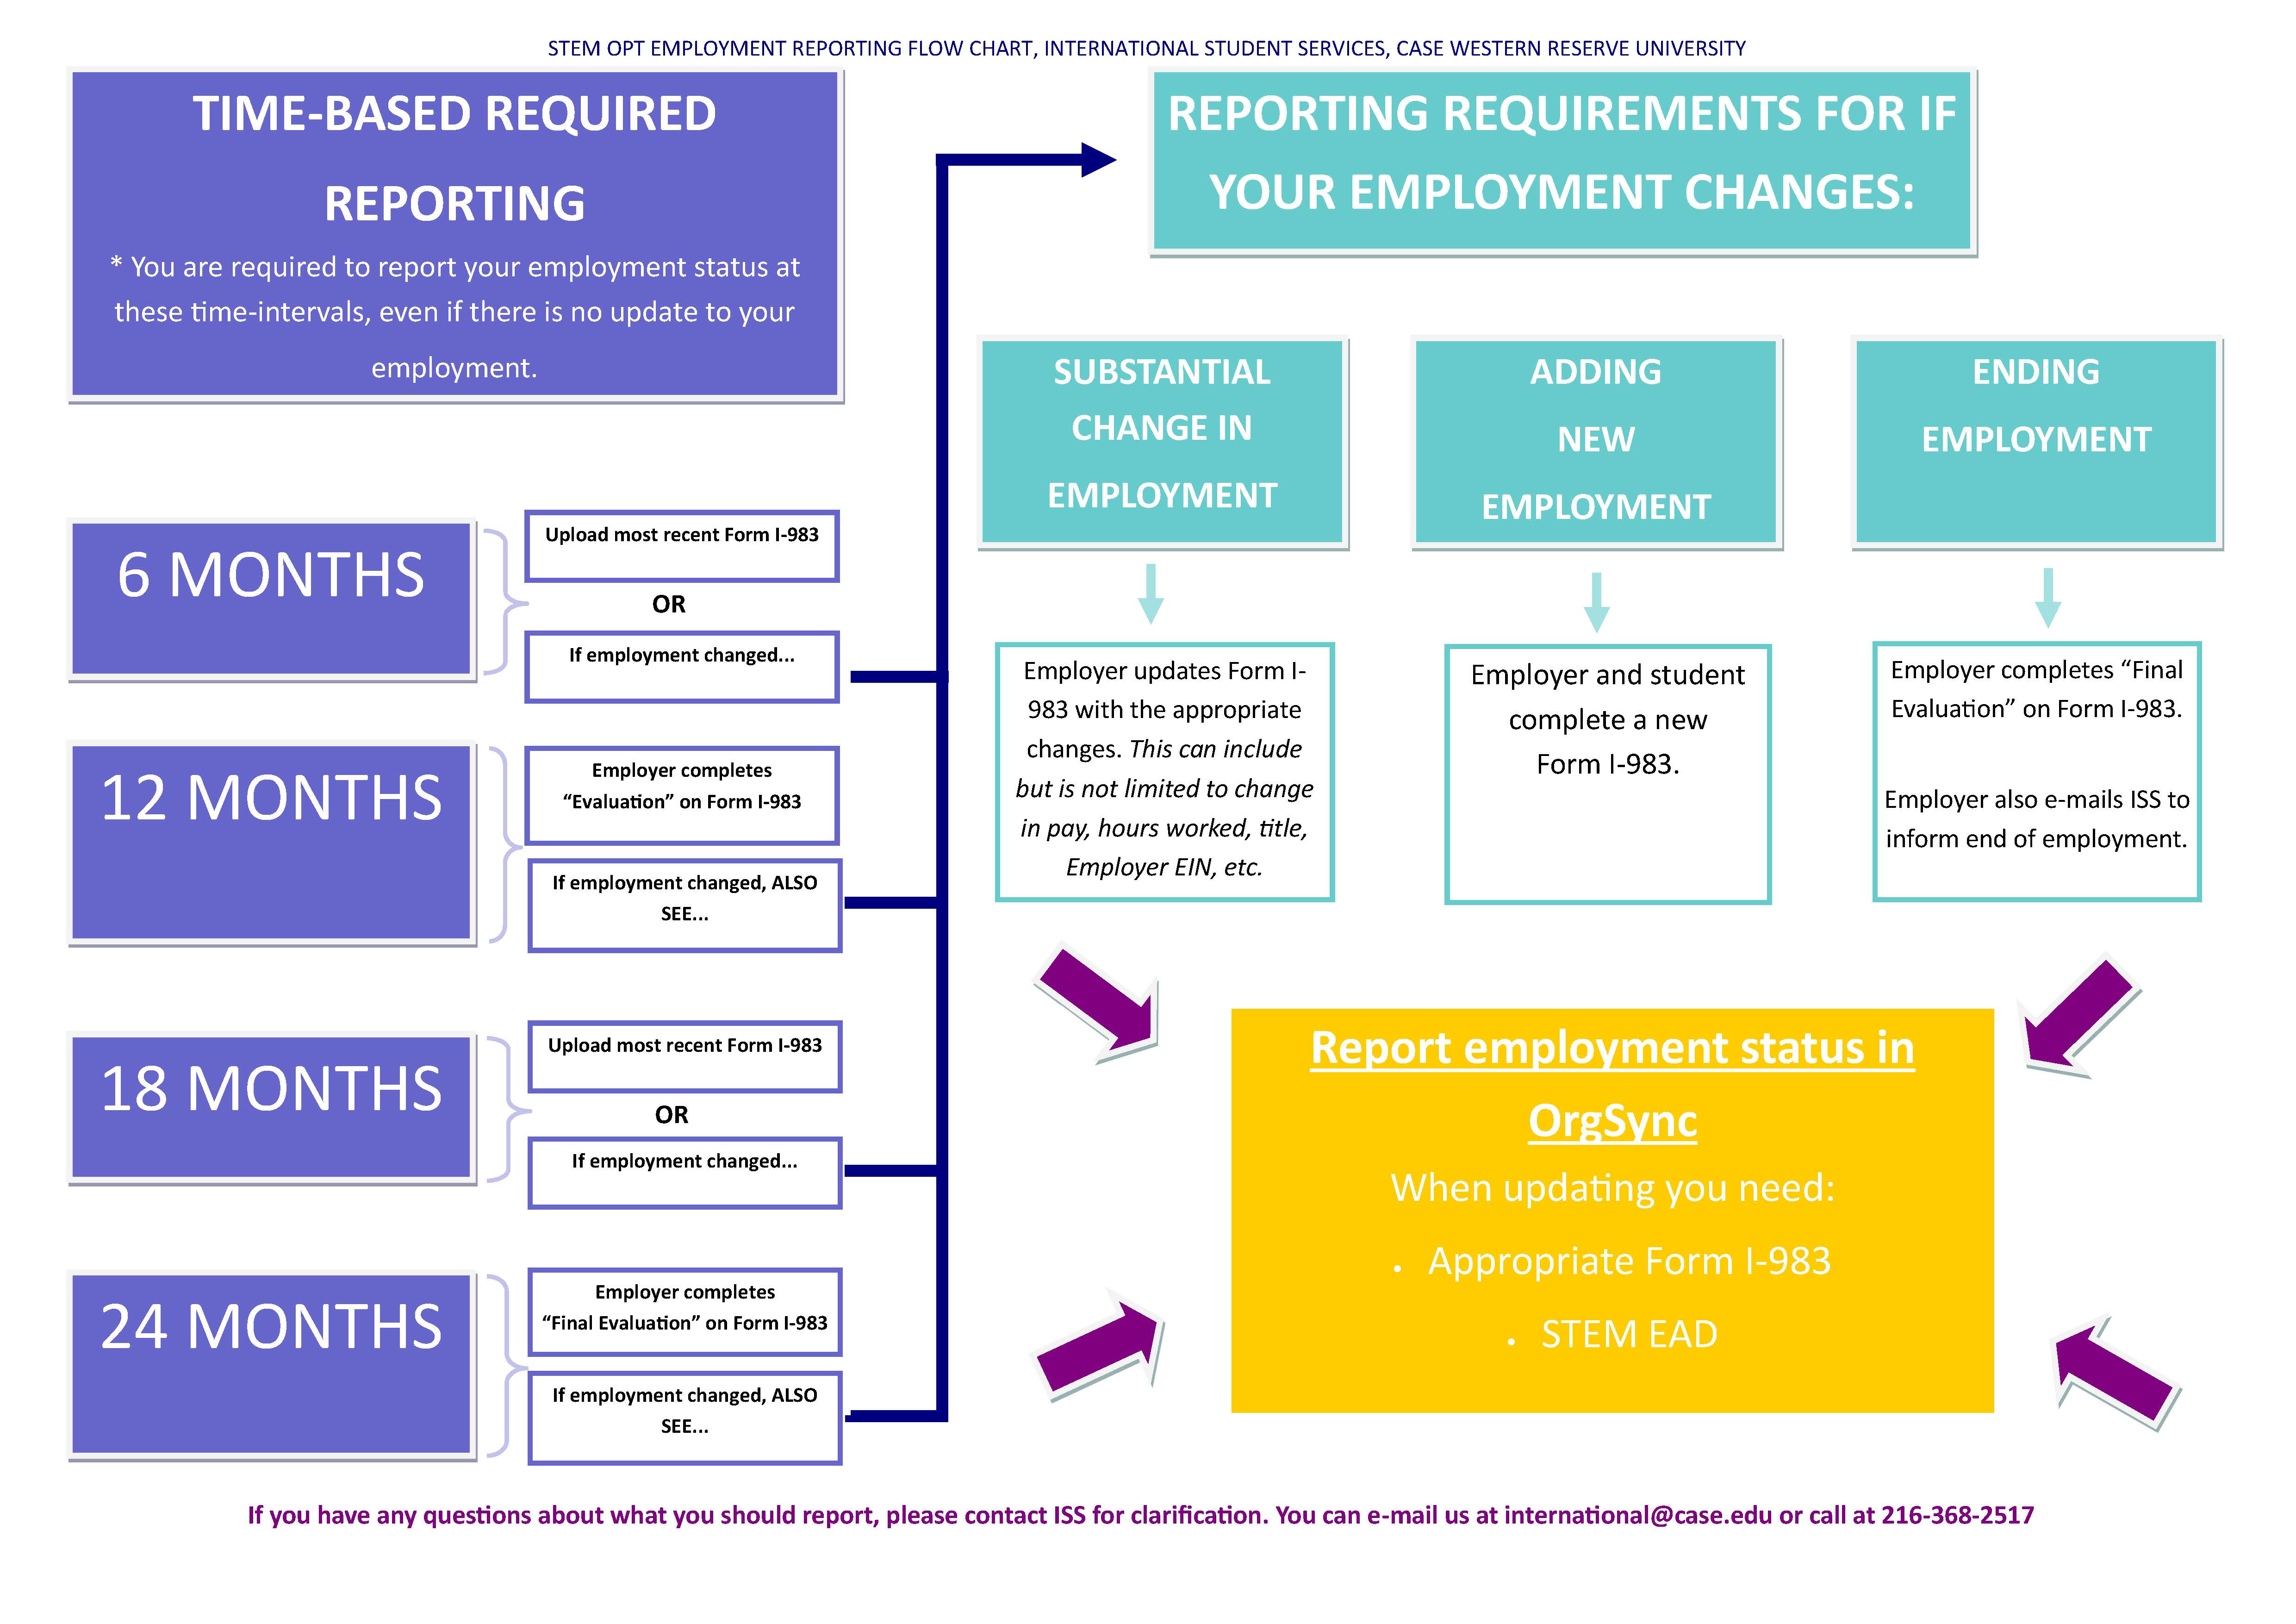 STEM OPT EMPLOYMENT REPORTING FLOW CHART, INTERNATIONAL STUDENT SERVICES, CASE WESTERN RESERVE UNIVERSITY
TIME-BASED REQUIRED
REPORTING
* You are required to report your employment status at
these time-intervals, even if there is no update to your
employment.
6 MONTHS
Upload most recent Form I-983
OR
If employment changed...
12 MONTHS
Employer completes
“Evaluation” on Form I-983
If employment changed, ALSO
SEE...
18 MONTHS
Upload most recent Form I-983
OR
If employment changed...
24 MONTHS
Employer completes
“Final Evaluation” on Form I-983
If employment changed, ALSO
SEE...
REPORTING REQUIREMENTS FOR IF
YOUR EMPLOYMENT CHANGES:
SUBSTANTIAL
CHANGE IN
EMPLOYMENT
Employer updates Form I-
983 with the appropriate
changes. This can include
but is not limited to change
in pay, hours worked, title,
Employer EIN, etc.
ADDING
NEW
EMPLOYMENT
Employer and student
complete a new
Form I-983.
ENDING
EMPLOYMENT
Employer completes “Final
Evaluation” on Form I-983.
Employer also e-mails ISS to
inform end of employment.
Report employment status in
OrgSync
When updating you need:
• Appropriate Form I-983
• STEM EAD
If you have any questions about what you should report, please contact ISS for clarification. You can e-mail us at international@case.edu or call at 216-368-2517